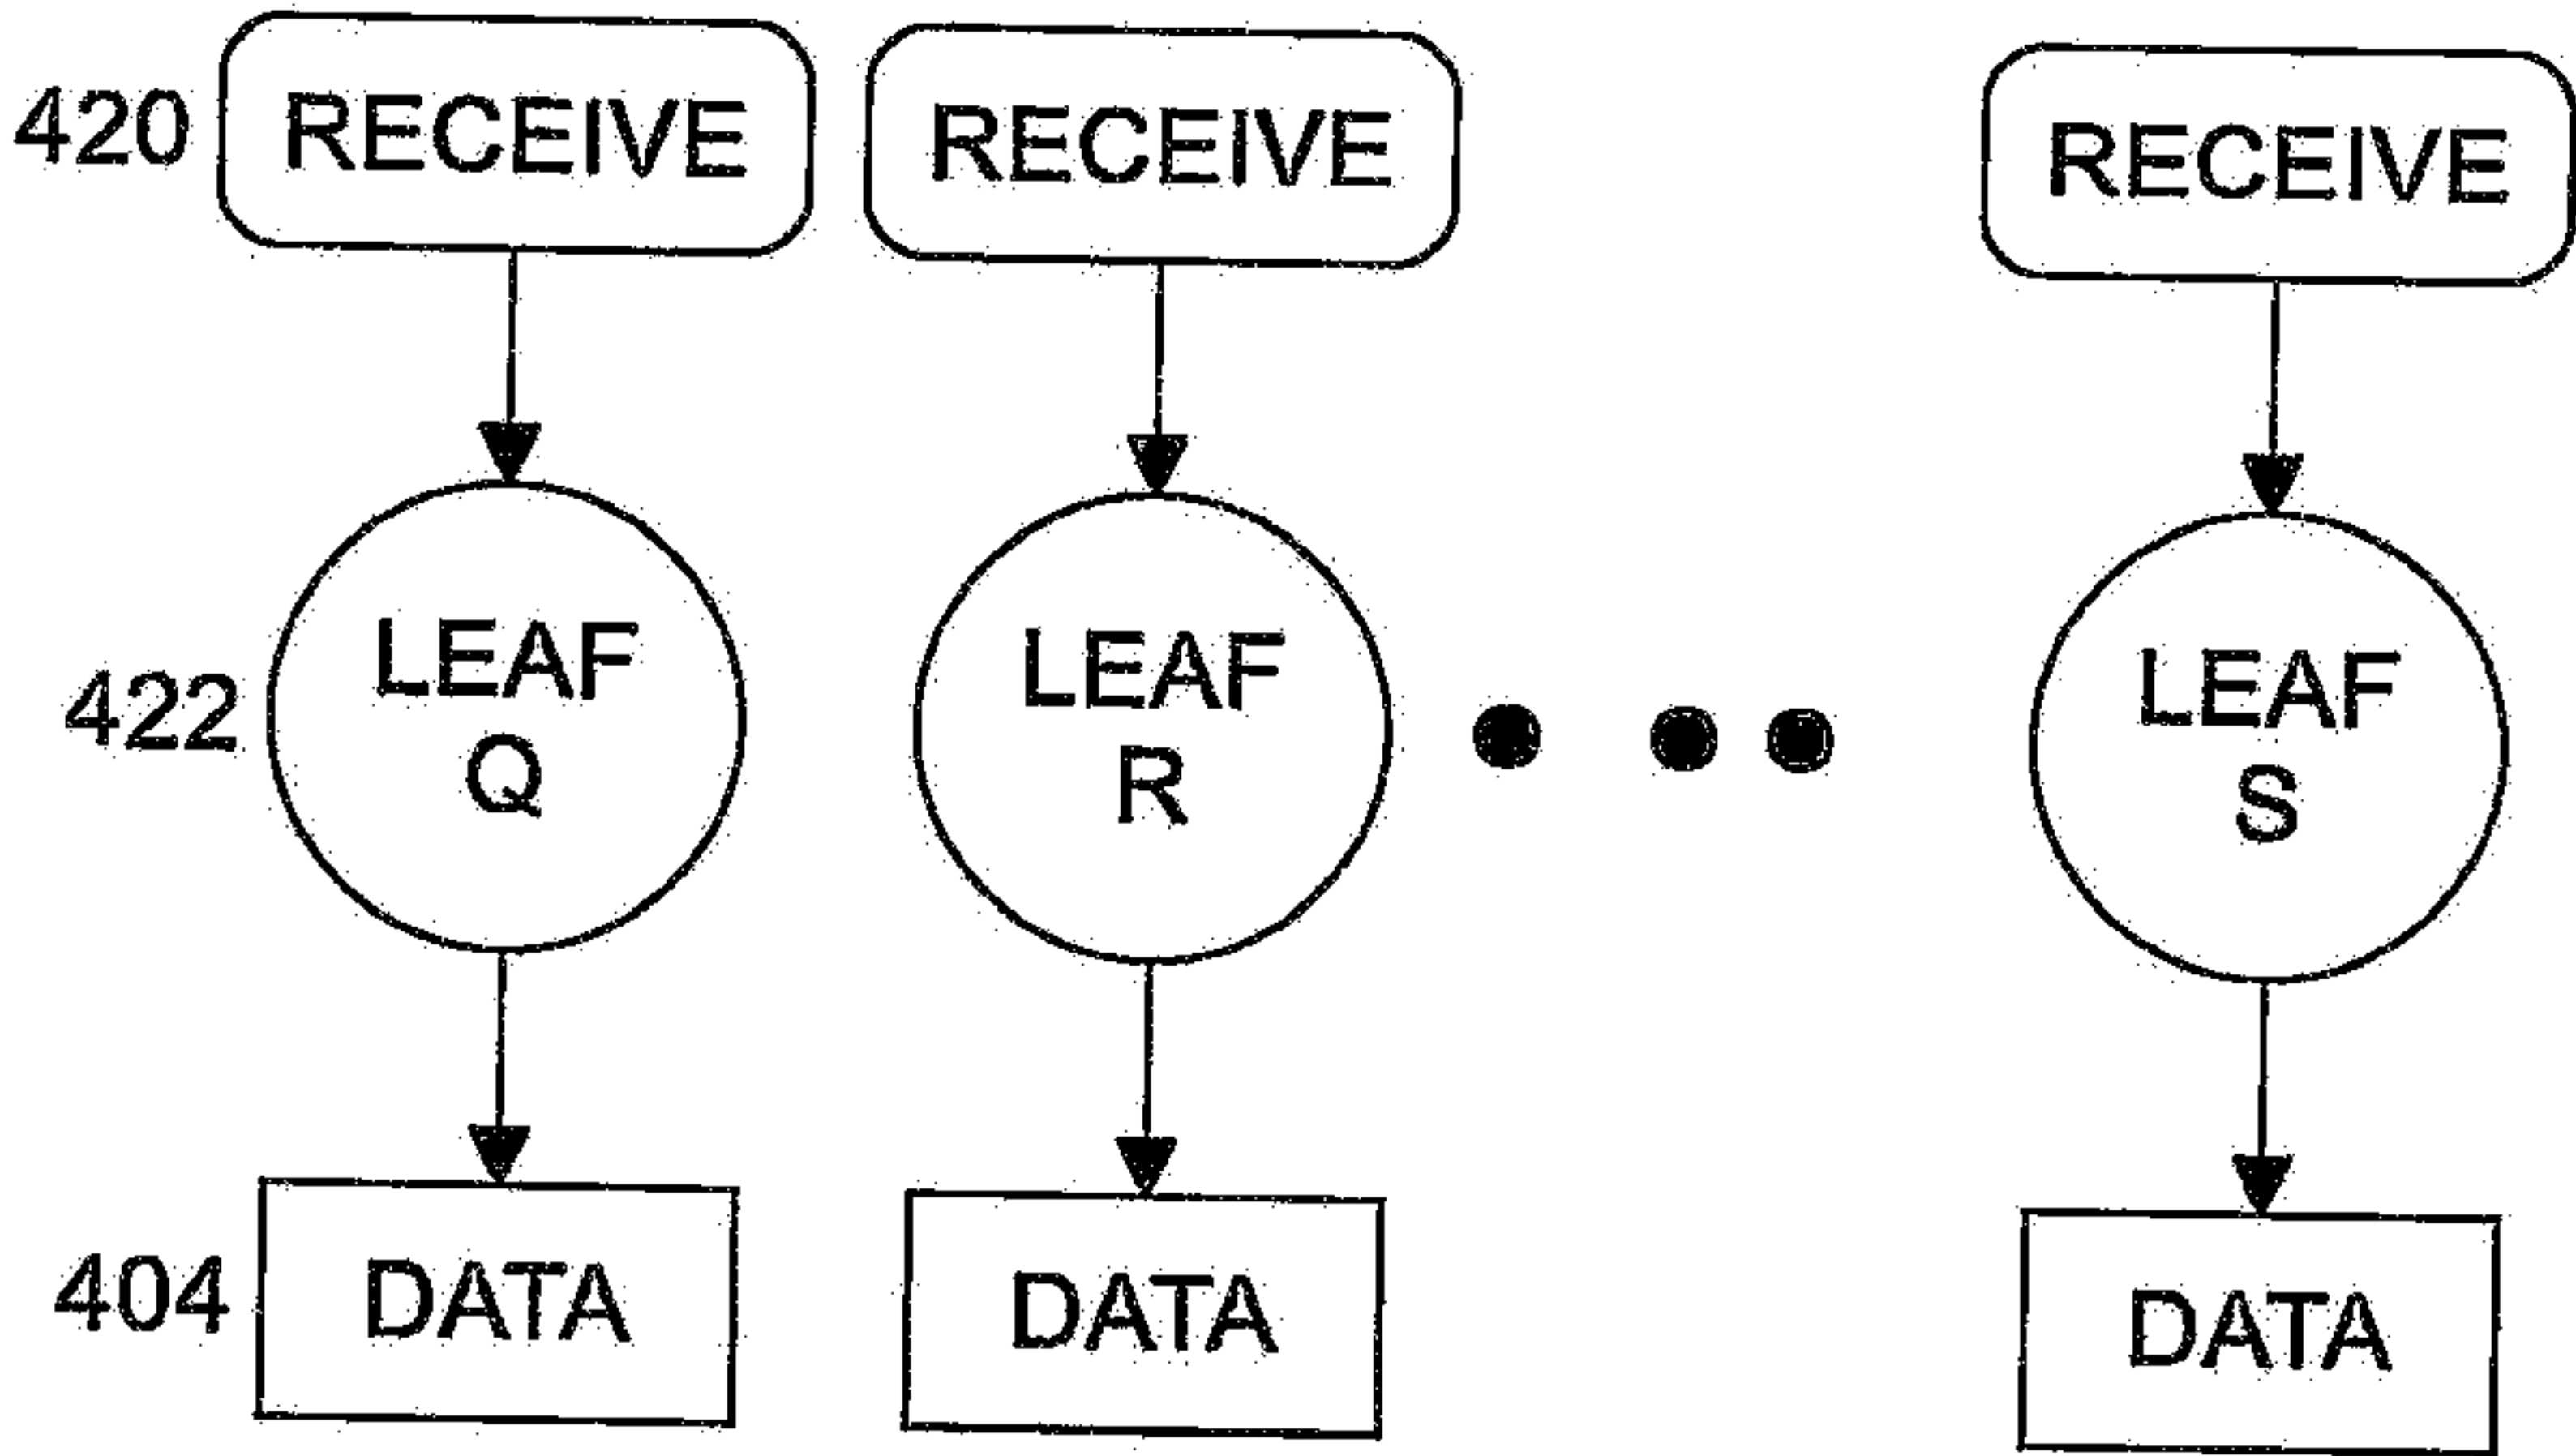 420 RECEIVE RECEIVE RECEIVE
422 LEAF Q LEAF R LEAF S
404 DATA DATA DATA